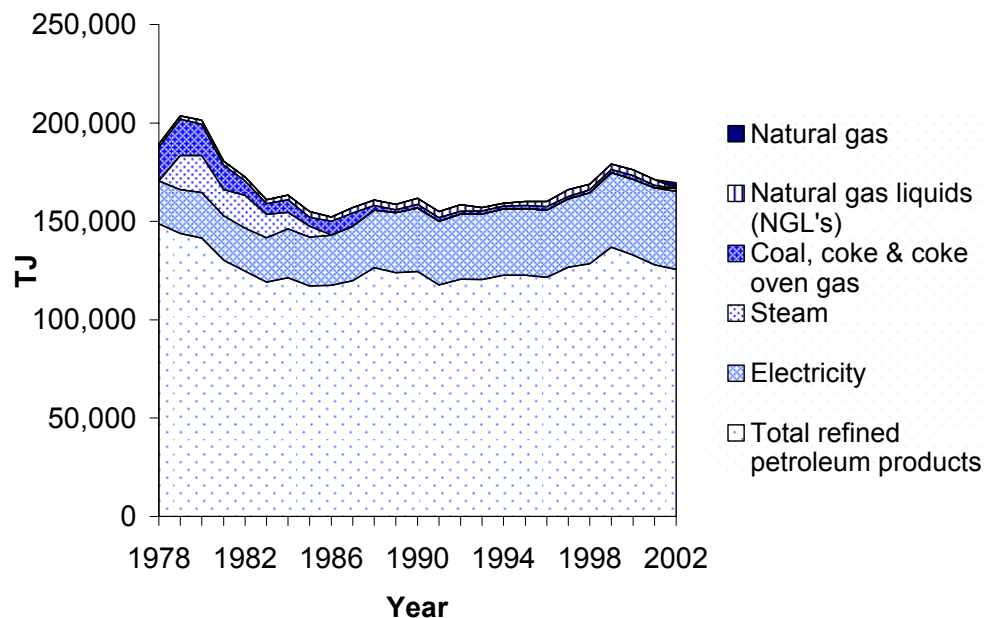 250,000
200,000
150,000
100,000
50,000
0
TJ
1978 1982 1986 1990 1994 1998 2002
Year
Natural gas
Natural gas liquids
(NGL's)
Coal, coke & coke
oven gas
Steam
Electricity
Total refined
petroleum products